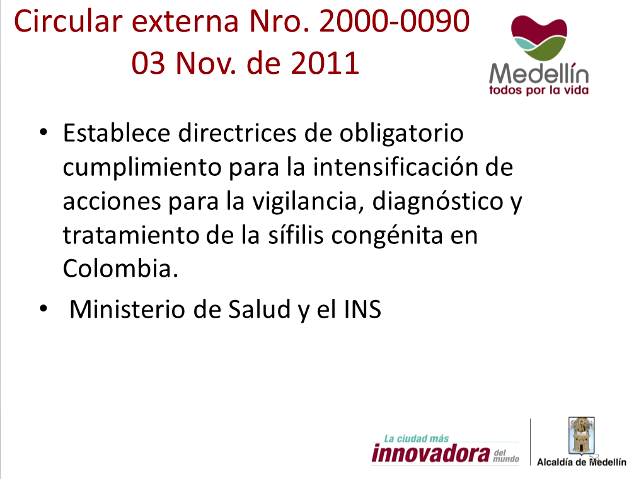 Circular externa Nro. 2000-0090
03 Nov. de 2011
Medellín
todos por la vida
• Establece directrices de obligatorio
cumplimiento para la intensificación de
acciones para la vigilancia, diagnóstico y
tratamiento de la sífilis congénita en
Colombia.
• Ministerio de Salud y el INS
La ciudad más
innovadora del
mundo
Alcaldía de Medellín